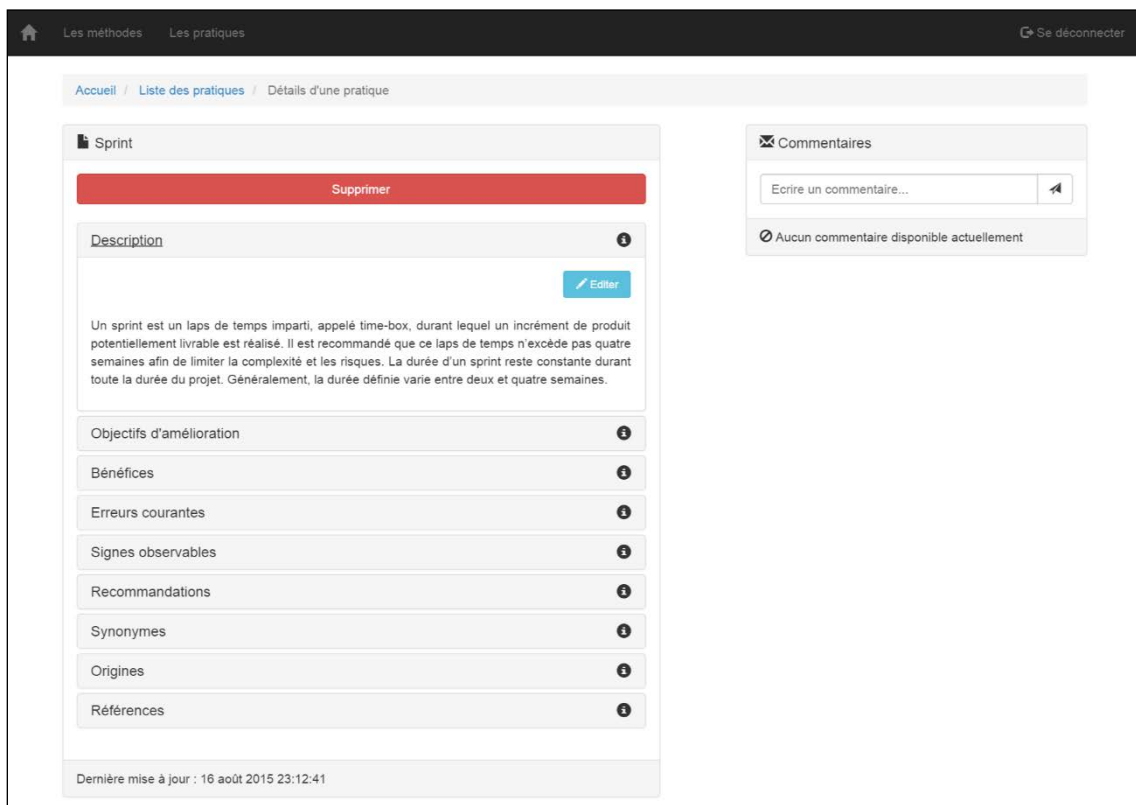 Les méthodes Les pratiques Se déconnecter
Accueil / Liste des pratiques / Détails d'une pratique
Sprint
Supprimer
Description
Editer
Un sprint est un laps de temps imparti, appelé time-box, durant lequel un incrément de produit
potentiellement livrable est réalisé. Il est recommandé que ce laps de temps n'excède pas quatre
semaines afin de limiter la complexité et les risques. La durée d'un sprint reste constante durant
toute la durée du projet. Généralement, la durée définie varie entre deux et quatre semaines.
Objectifs d'amélioration
Bénéfices
Erreurs courantes
Signes observables
Recommandations
Synonymes
Origines
Références
Dernière mise à jour : 16 août 2015 23:12:41
Commentaires
Ecrire un commentaire...
Aucun commentaire disponible actuellement